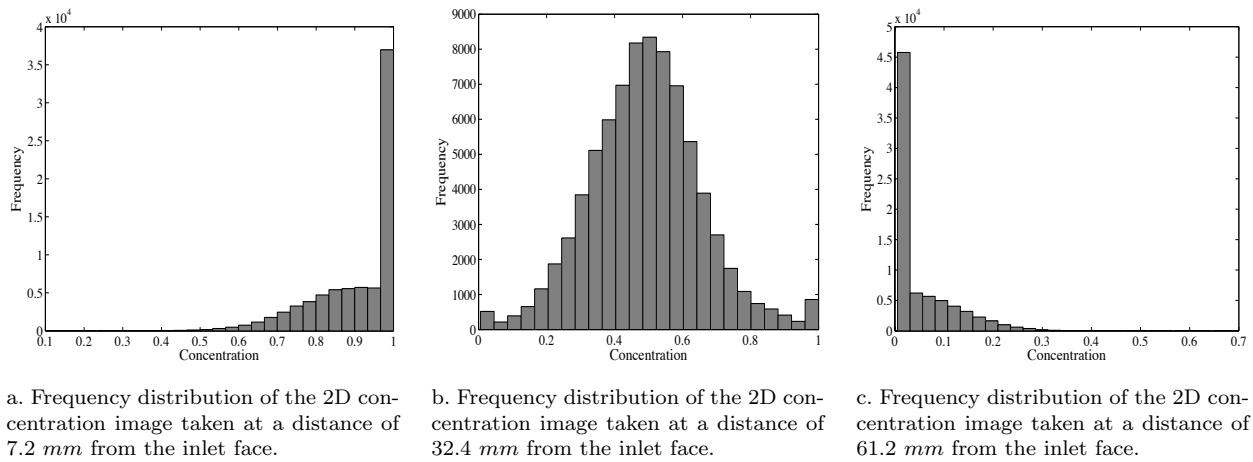 x 10⁴
4
3.5
3
2.5
2
1.5
1
0.5
0
Frequency
0.1 0.2 0.3 0.4 0.5 0.6 0.7 0.8 0.9 1
Concentration
a. Frequency distribution of the 2D con-
centration image taken at a distance of
7.2 mm from the inlet face.
9000
8000
7000
6000
5000
4000
3000
2000
1000
0
Frequency
0 0.2 0.4 0.6 0.8 1
Concentration
b. Frequency distribution of the 2D con-
centration image taken at a distance of
32.4 mm from the inlet face.
x 10⁴
5
4.5
4
3.5
3
2.5
2
1.5
1
0.5
0
Frequency
0 0.1 0.2 0.3 0.4 0.5 0.6 0.7
Concentration
c. Frequency distribution of the 2D con-
centration image taken at a distance of
61.2 mm from the inlet face.